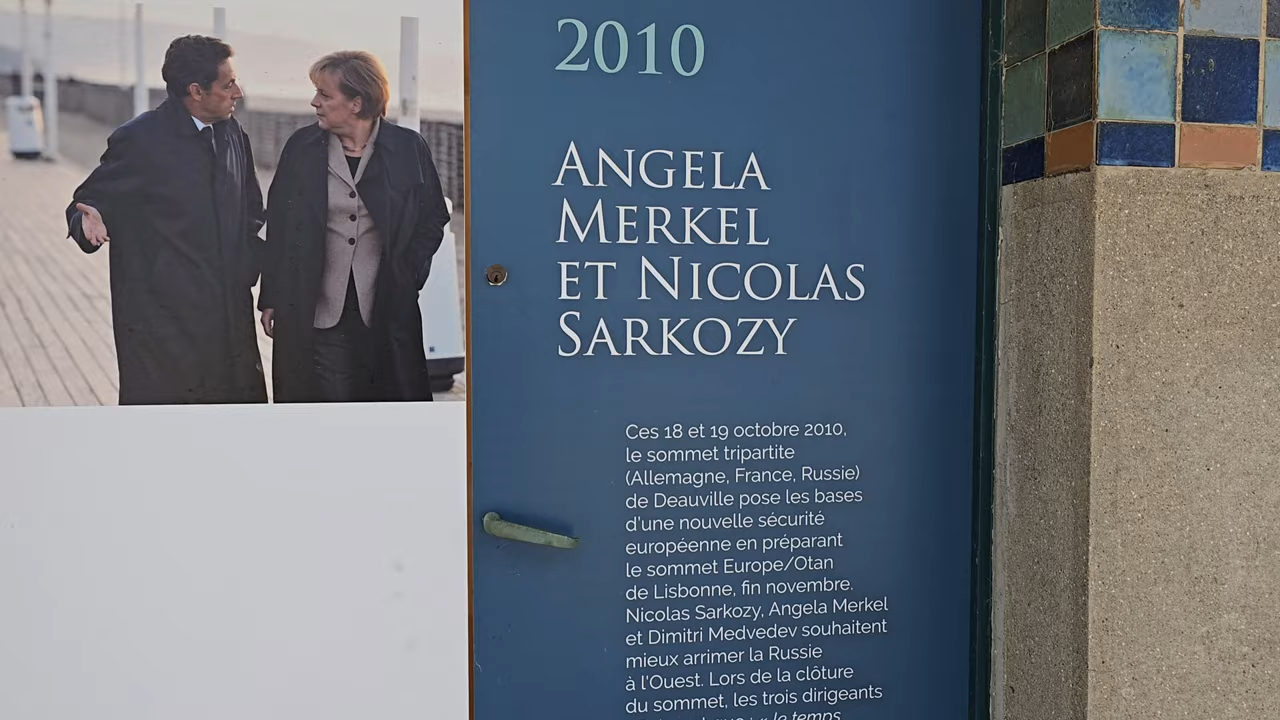 2010
ANGELA
MERKEL
ET NICOLAS
SARKOZY
Ces 18 et 19 octobre 2010,
le sommet tripartite
(Allemagne, France, Russie)
de Deauville pose les bases
d'une nouvelle sécurité
européenne en préparant
le sommet Europe/Otan
de Lisbonne, fin novembre.
Nicolas Sarkozy, Angela Merkel
et Dimitri Medvedev souhaitent
mieux arrimer la Russie
à l'Ouest. Lors de la clôture
du sommet, les trois dirigeants
: « le temps